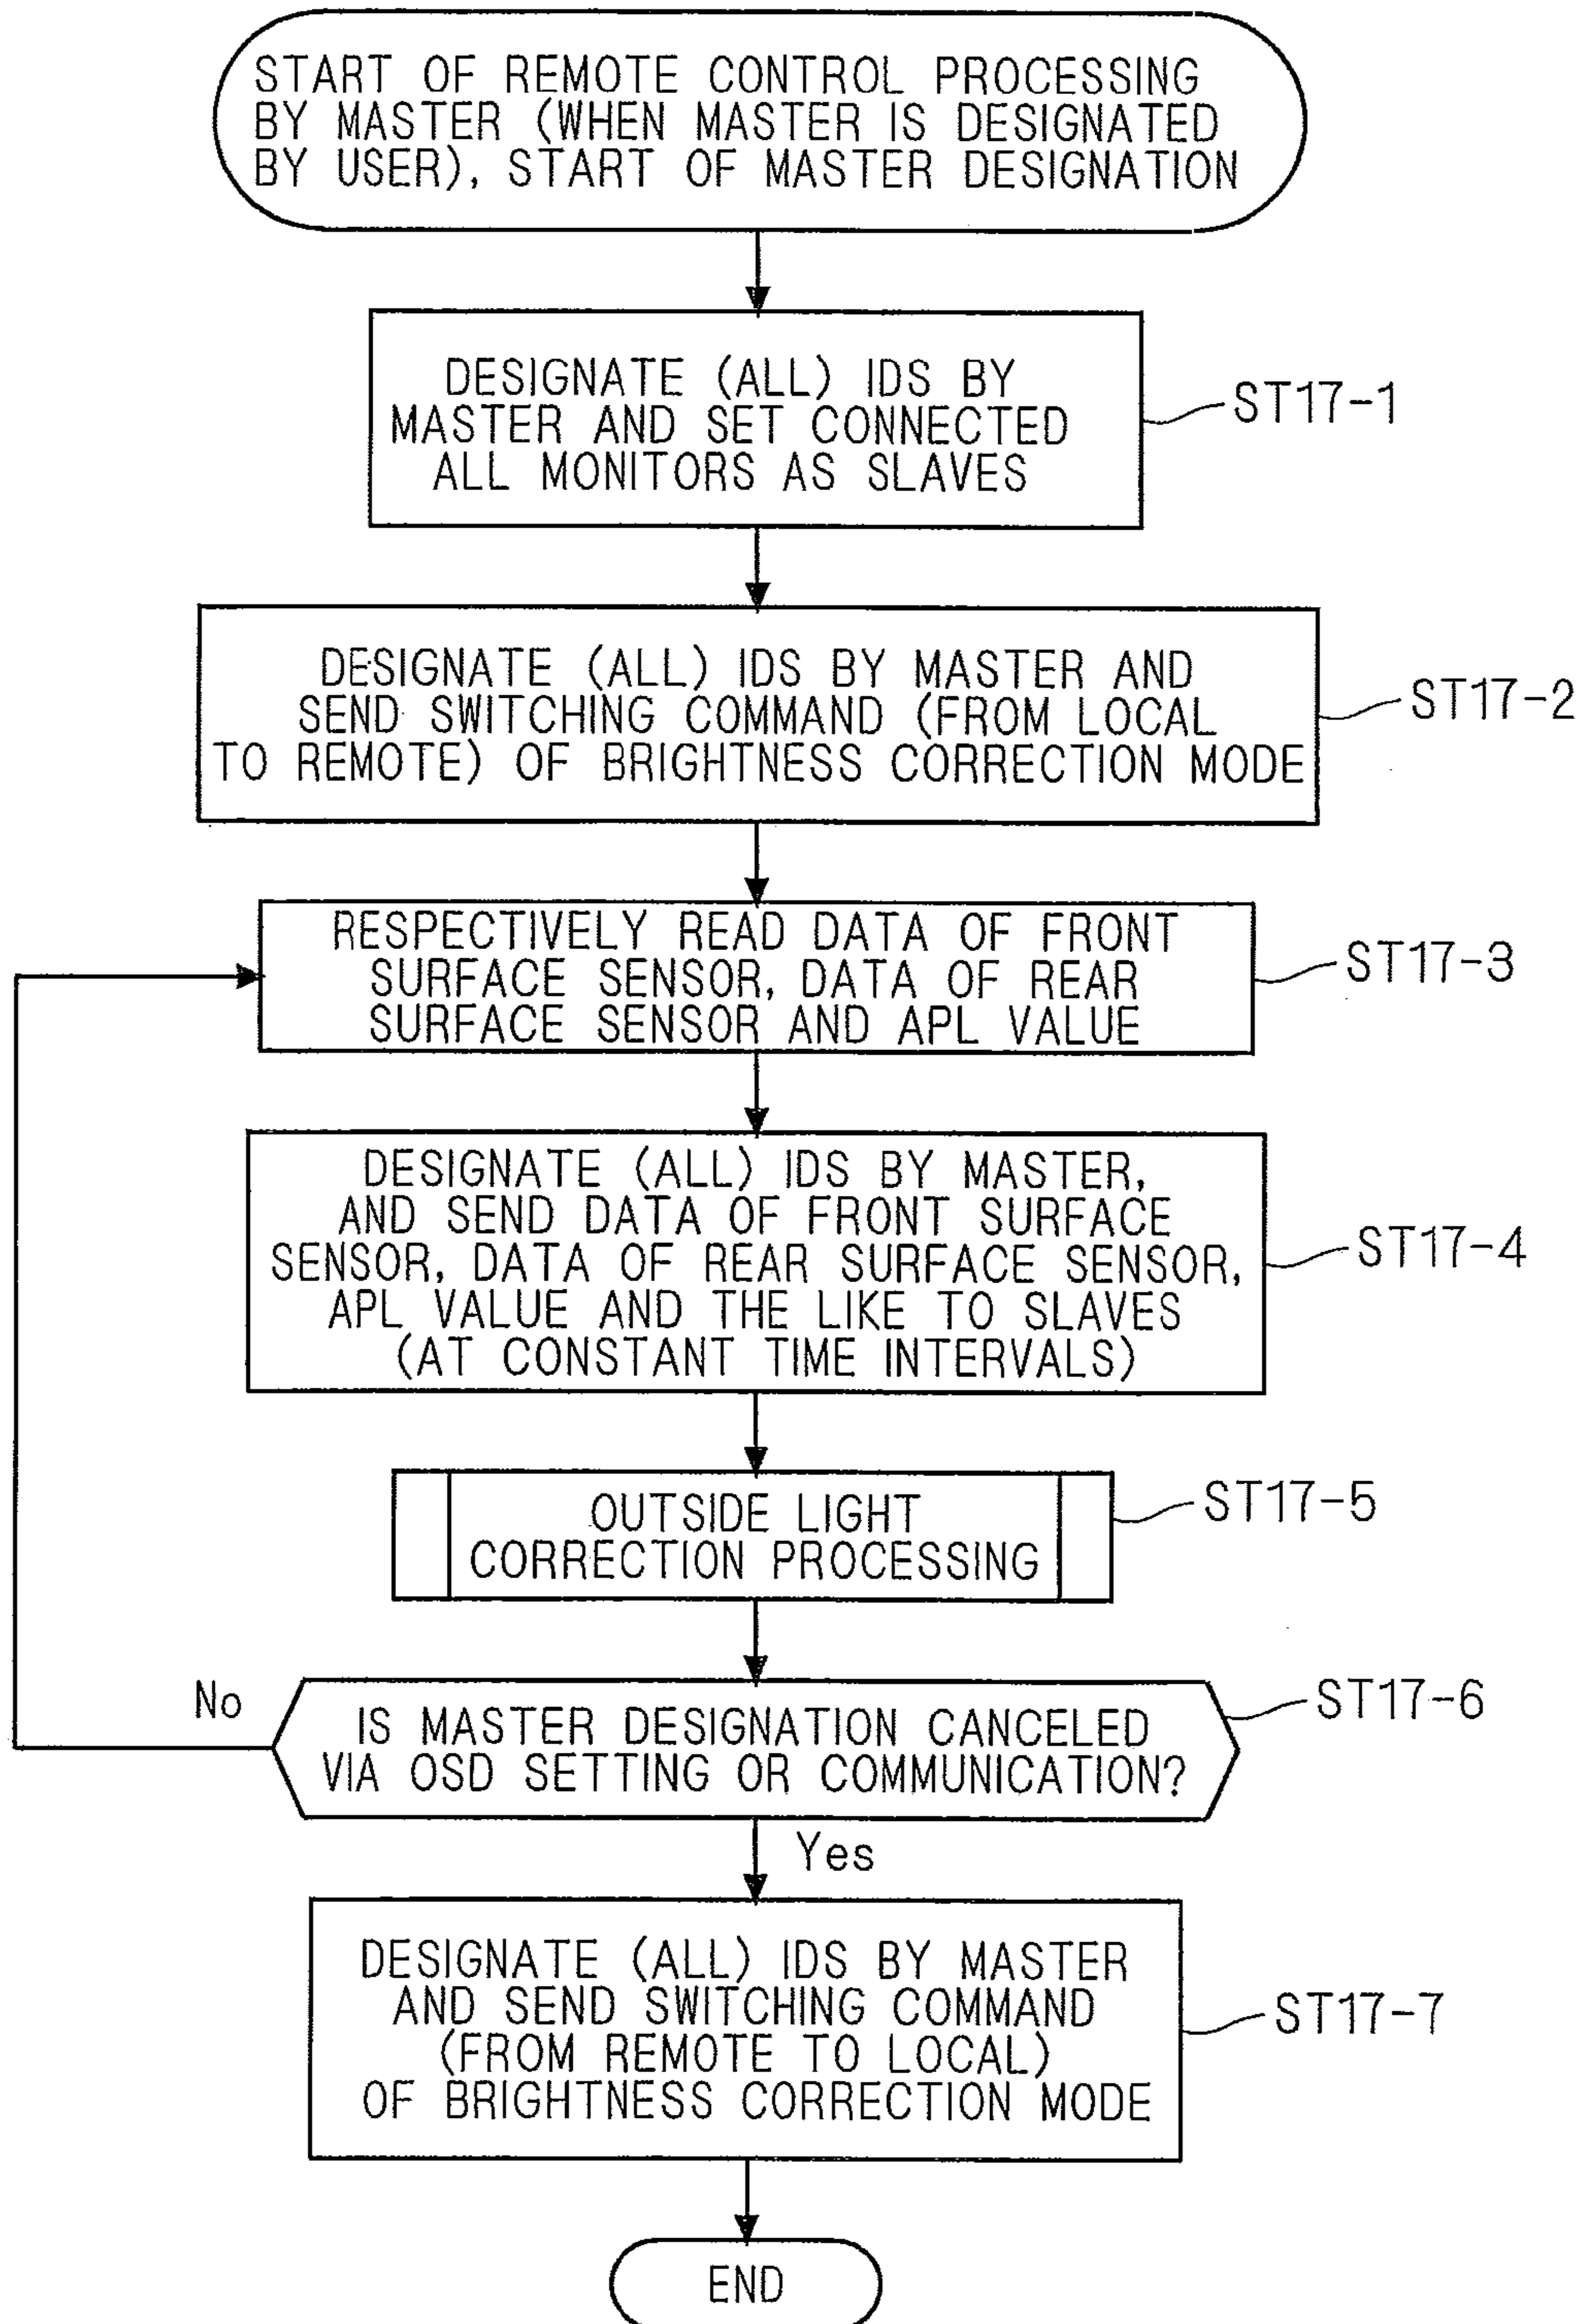 START OF REMOTE CONTROL PROCESSING
BY MASTER (WHEN MASTER IS DESIGNATED
BY USER), START OF MASTER DESIGNATION
DESIGNATE (ALL) IDS BY
MASTER AND SET CONNECTED
ALL MONITORS AS SLAVES
ST17-1
DESIGNATE (ALL) IDS BY MASTER AND
SEND SWITCHING COMMAND (FROM LOCAL
TO REMOTE) OF BRIGHTNESS CORRECTION MODE
ST17-2
RESPECTIVELY READ DATA OF FRONT
SURFACE SENSOR, DATA OF REAR
SURFACE SENSOR AND APL VALUE
ST17-3
DESIGNATE (ALL) IDS BY MASTER,
AND SEND DATA OF FRONT SURFACE
SENSOR, DATA OF REAR SURFACE SENSOR,
APL VALUE AND THE LIKE TO SLAVES
(AT CONSTANT TIME INTERVALS)
ST17-4
OUTSIDE LIGHT
CORRECTION PROCESSING
ST17-5
No
IS MASTER DESIGNATION CANCELED
VIA OSD SETTING OR COMMUNICATION?
ST17-6
Yes
DESIGNATE (ALL) IDS BY MASTER
AND SEND SWITCHING COMMAND
(FROM REMOTE TO LOCAL)
OF BRIGHTNESS CORRECTION MODE
ST17-7
END